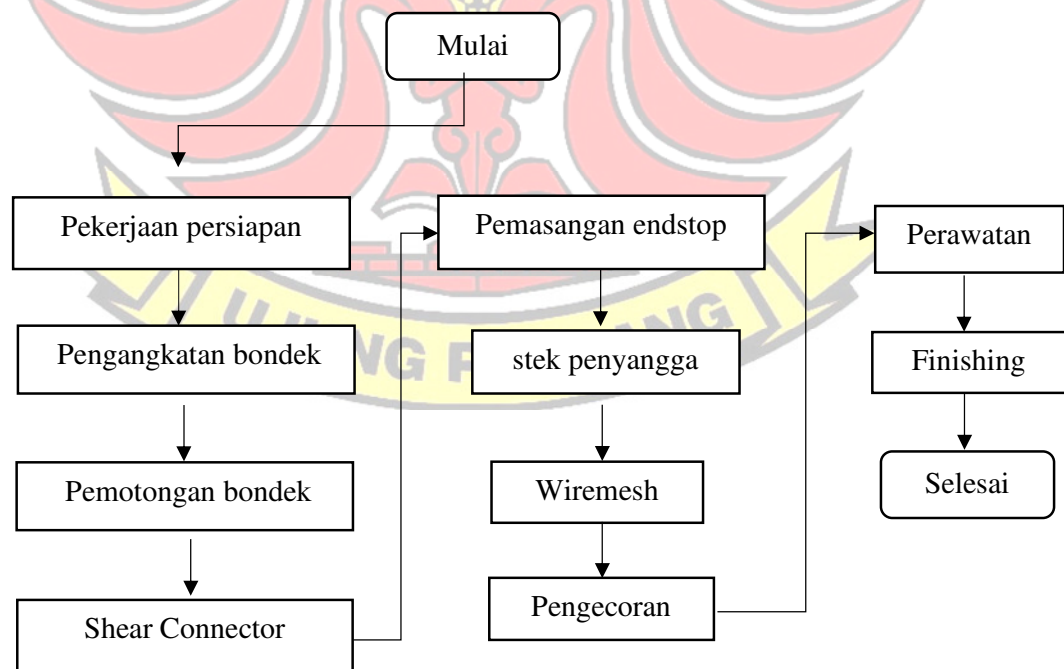 Mulai
Pekerjaan persiapan
Pengangkatan bondek
Pemotongan bondek
Shear Connector
Pemasangan endstop
stek penyangga
Wiremesh
Pengecoran
Perawatan
Finishing
Selesai